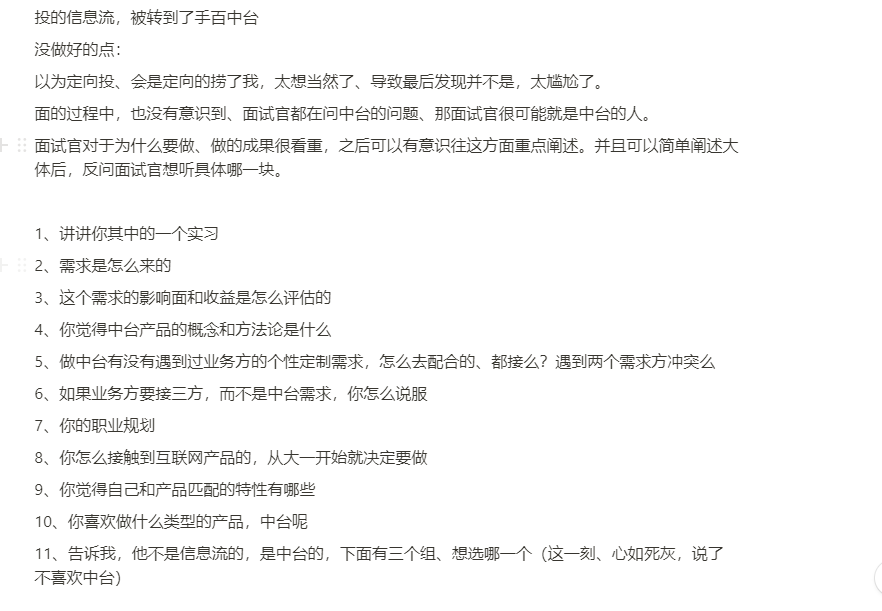 投的信息流，被转到了手百中台
没做好的点：
以为定向投、会是定向的捞了我，太想当然了、导致最后发现并不是，太尴尬了。
面的过程中，也没有意识到、面试官都在问中台的问题、那面试官很可能就是中台的人。
面试官对于为什么要做、做的成果很看重，之后可以有意识往这方面重点阐述。并且可以简单阐述大
体后，反问面试官想听具体哪一块。
1、讲讲你其中的一个实习
2、需求是怎么来的
3、这个需求的影响面和收益是怎么评估的
4、你觉得中台产品的概念和方法论是什么
5、做中台有没有遇到过业务方的个性定制需求，怎么去配合的、都接么？遇到两个需求方冲突么
6、如果业务方要接三方，而不是中台需求，你怎么说服
7、你的职业规划
8、你怎么接触到互联网产品的，从大一开始就决定要做
9、你觉得自己和产品匹配的特性有哪些
10、你喜欢做什么类型的产品，中台呢
11、告诉我，他不是信息流的，是中台的，下面有三个组、想选哪一个（这一刻、心如死灰，说了
不喜欢中台）